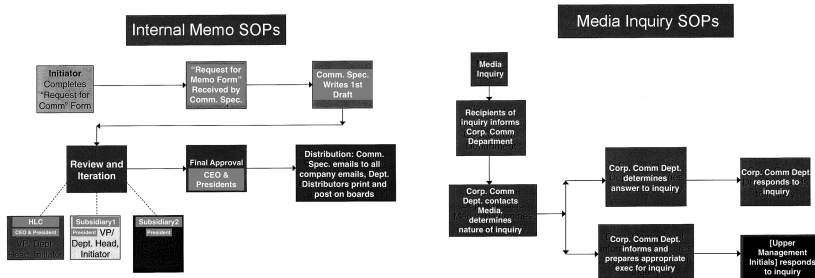 Internal Memo SOPs
Initiator
Completes
"Request for
Comm" Form
"Request for
Memo Form"
Received by
Comm. Spec.
Comm. Spec.
Writes 1st
Draft
Review and
Iteration
Final Approval
CEO &
Presidents
Distribution: Comm.
Spec. emails to all
company emails, Dept.
Distributors print and
post on boards
HLC
CEO & President
VP, Dept.
Head, Initiator
Subsidiary1
President VP/
Dept. Head,
Initiator
Subsidiary2
President
Media Inquiry SOPs
Media
Inquiry
Recipients of
inquiry informs
Corp. Comm
Department
Corp. Comm
Dept. contacts
Media,
determines
nature of inquiry
Corp. Comm Dept.
determines
answer to inquiry
Corp. Comm Dept.
responds to
inquiry
Corp. Comm Dept.
informs and
prepares appropriate
exec for inquiry
[Upper
Management
Initials] responds
to inquiry